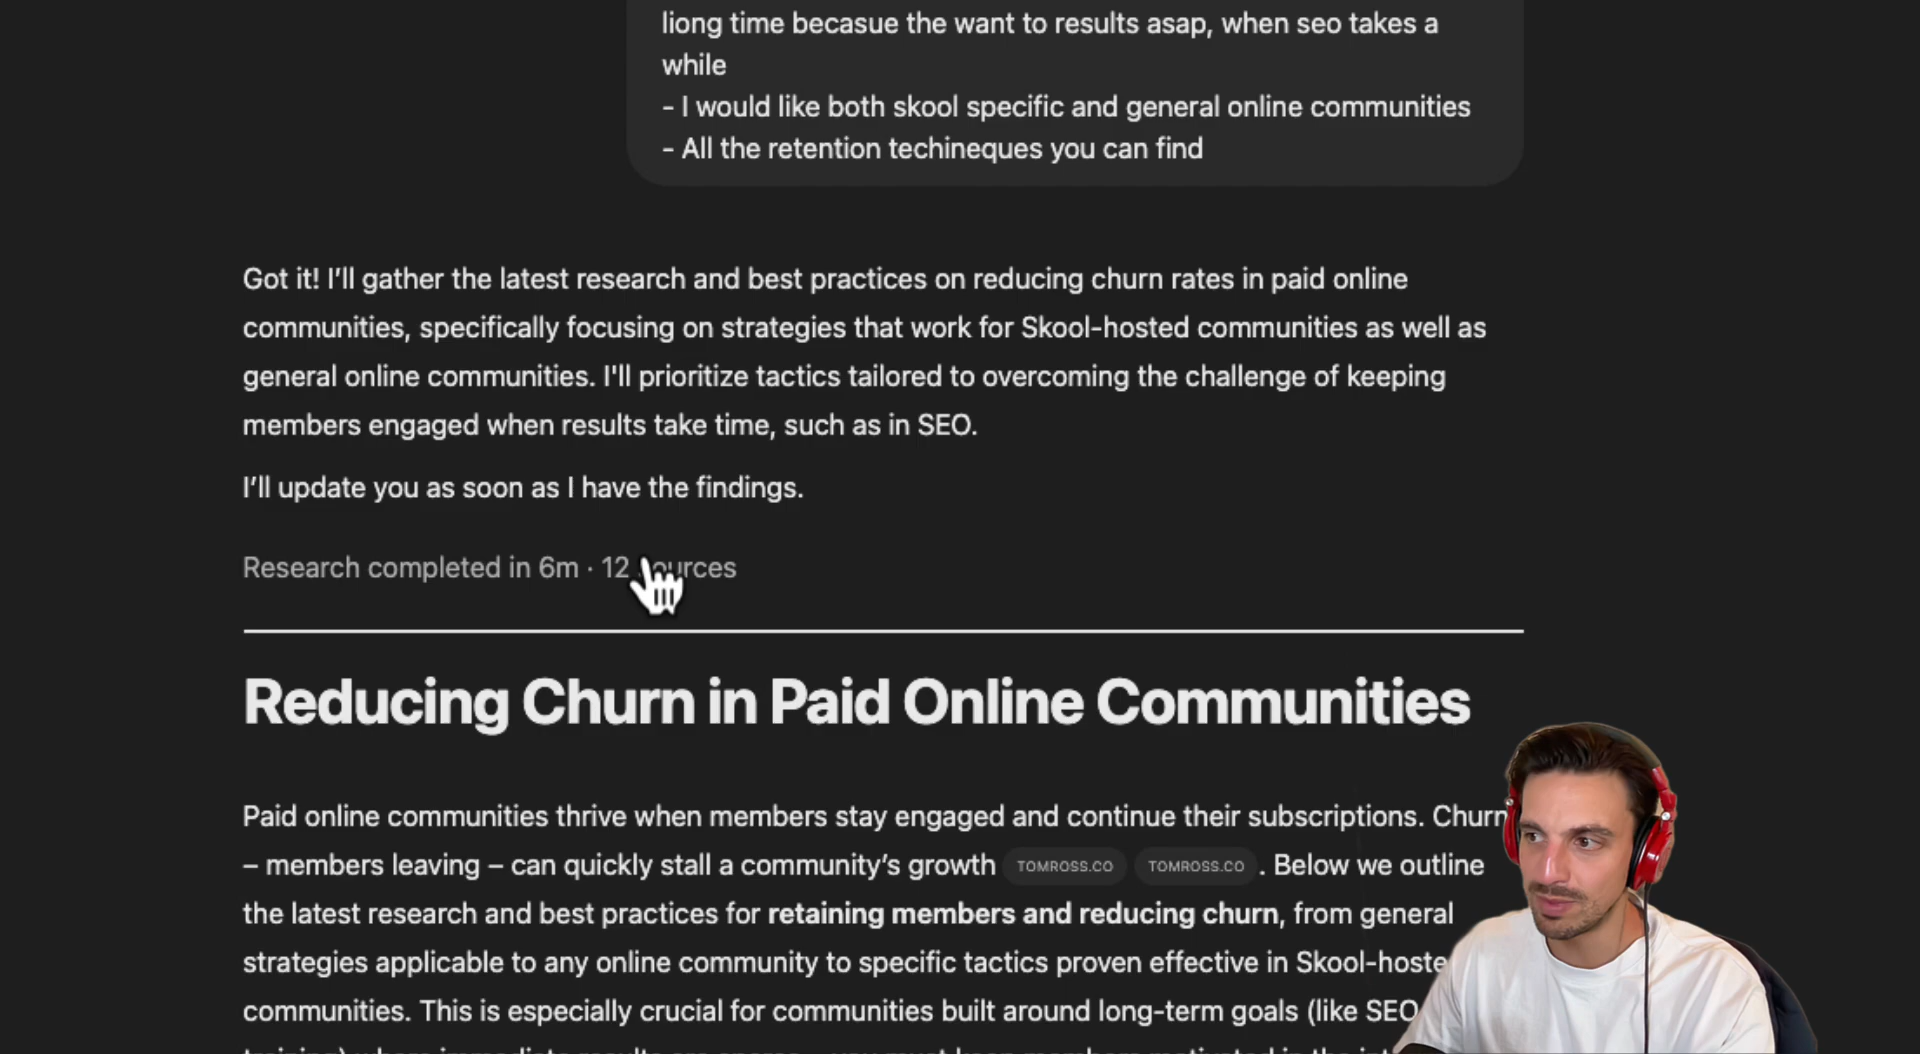 liong time becasue the want to results asap, when seo takes a
while
- I would like both skool specific and general online communities
- All the retention techineques you can find
Got it! I'll gather the latest research and best practices on reducing churn rates in paid online
communities, specifically focusing on strategies that work for Skool-hosted communities as well as
general online communities. I'll prioritize tactics tailored to overcoming the challenge of keeping
members engaged when results take time, such as in SEO.
I'll update you as soon as I have the findings.
Research completed in 6m · 12 sources
Reducing Churn in Paid Online Communities
Paid online communities thrive when members stay engaged and continue their subscriptions. Churn
– members leaving – can quickly stall a community's growth TOMROSS.CO TOMROSS.CO . Below we outline
the latest research and best practices for retaining members and reducing churn, from general
strategies applicable to any online community to specific tactics proven effective in Skool-hoste
communities. This is especially crucial for communities built around long-term goals (like SEO